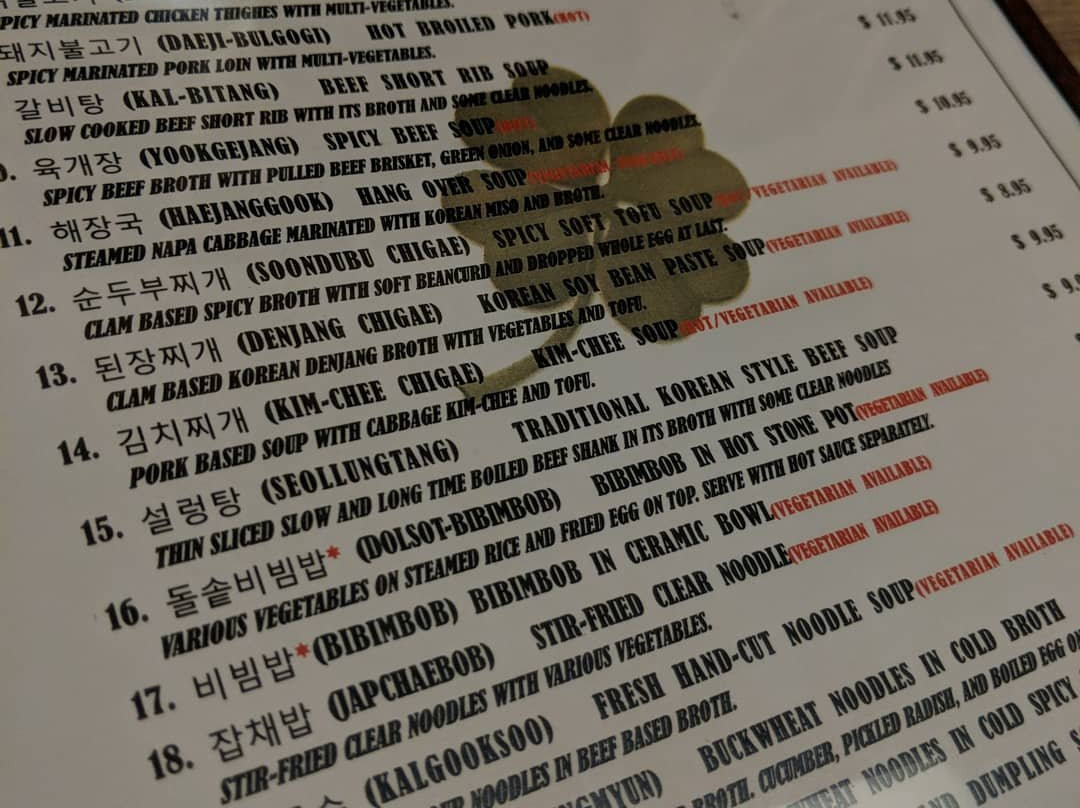 PICY MARINATED CHICKEN THIGHES WITH MULTI-VEGETABLES.
돼지불고기 (DAEJI-BULGOGI) HOT BROILED PORK(HOT) $ 11.95
SPICY MARINATED PORK LOIN WITH MULTI-VEGETABLES.
갈비탕 (KAL-BITANG) BEEF SHORT RIB SOUP $ 11.95
SLOW COOKED BEEF SHORT RIB WITH ITS BROTH AND SOME CLEAR NOODLES.
육개장 (YOOKGEJANG) SPICY BEEF SOUP(HOT) $ 10.95
SPICY BEEF BROTH WITH PULLED BEEF BRISKET, GREEN ONION, AND SOME CLEAR NOODLES.
11. 해장국 (HAEJANGGOOK) HANG OVER SOUP(VEGETARIAN AVAILABLE) $ 9.95
STEAMED NAPA CABBAGE MARINATED WITH KOREAN MISO AND BROTH.
12. 순두부찌개 (SOONDUBU CHIGAE) SPICY SOFT TOFU SOUP(HOT/VEGETARIAN AVAILABLE) $ 8.95
CLAM BASED SPICY BROTH WITH SOFT BEANCURD AND DROPPED WHOLE EGG AT LAST.
13. 된장찌개 (DENJANG CHIGAE) KOREAN SOY BEAN PASTE SOUP(VEGETARIAN AVAILABLE) $ 9.95
CLAM BASED KOREAN DENJANG BROTH WITH VEGETABLES AND TOFU.
14. 김치찌개 (KIM-CHEE CHIGAE) KIM-CHEE SOUP(HOT/VEGETARIAN AVAILABLE)
PORK BASED SOUP WITH CABBAGE KIM-CHEE AND TOFU.
15. 설렁탕 (SEOLLUNGTANG) TRADITIONAL KOREAN STYLE BEEF SOUP
THIN SLICED SLOW AND LONG TIME BOILED BEEF SHANK IN ITS BROTH WITH SOME CLEAR NOODLES
16. 돌솥비빔밥* (DOLSOT-BIBIMBOB) BIBIMBOB IN HOT STONE POT(VEGETARIAN AVAILABLE)
VARIOUS VEGETABLES ON STEAMED RICE AND FRIED EGG ON TOP. SERVE WITH HOT SAUCE SEPARATELY.
17. 비빔밥*(BIBIMBOB) BIBIMBOB IN CERAMIC BOWL(VEGETARIAN AVAILABLE)
18. 잡채밥 (JAPCHAEBOB) STIR-FRIED CLEAR NOODLE(VEGETARIAN AVAILABLE)
STIR-FRIED CLEAR NOODLES WITH VARIOUS VEGETABLES.
(KALGOOKSOO) FRESH HAND-CUT NOODLE SOUP(VEGETARIAN AVAILABLE)
NOODLES IN BEEF BASED BROTH.
BUCKWHEAT NOODLES IN COLD BROTH
BROTH. CUCUMBER, PICKLED RADISH, AND BOILED EGG
NOODLES IN COLD SPICY
DUMPLING